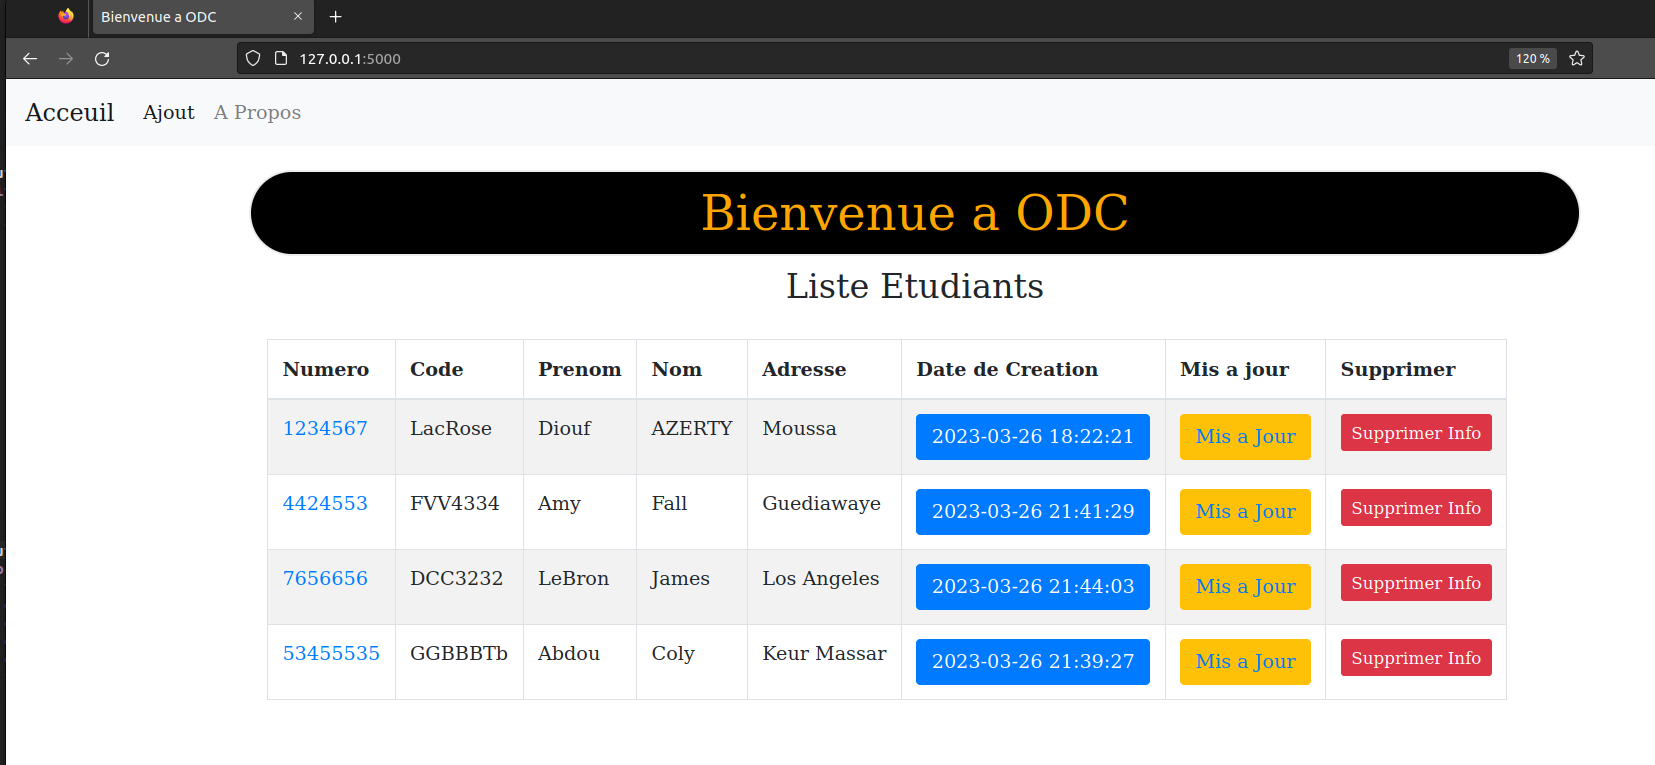 Bienvenue a ODC
127.0.0.1:5000
120 %
Acceuil Ajout A Propos
Bienvenue a ODC
Liste Etudiants
Numero Code Prenom Nom Adresse Date de Creation Mis a jour Supprimer
1234567 LacRose Diouf AZERTY Moussa 2023-03-26 18:22:21 Mis a Jour Supprimer Info
4424553 FVV4334 Amy Fall Guediawaye 2023-03-26 21:41:29 Mis a Jour Supprimer Info
7656656 DCC3232 LeBron James Los Angeles 2023-03-26 21:44:03 Mis a Jour Supprimer Info
53455535 GGBBBTb Abdou Coly Keur Massar 2023-03-26 21:39:27 Mis a Jour Supprimer Info